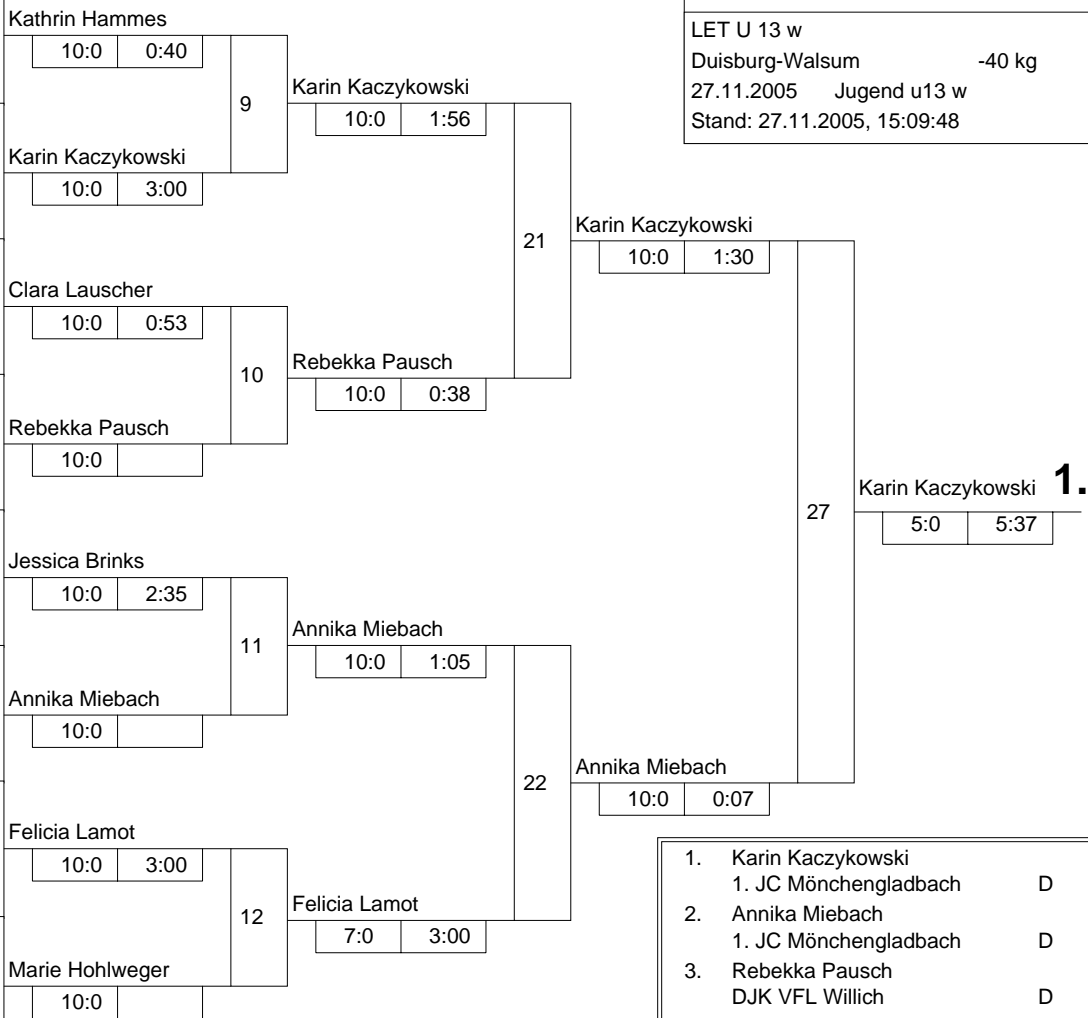 Kathrin Hammes
10:0 0:40
9
Karin Kaczykowski
10:0 3:00
Clara Lauscher
10:0 0:53
10
Rebekka Pausch
10:0
Jessica Brinks
10:0 2:35
11
Annika Miebach
10:0
Felicia Lamot
10:0 3:00
12
Marie Hohlweger
10:0
Karin Kaczykowski
10:0 1:56
21
Rebekka Pausch
10:0 0:38
Annika Miebach
10:0 1:05
22
Felicia Lamot
7:0 3:00
Karin Kaczykowski
10:0 1:30
27
Annika Miebach
10:0 0:07
Karin Kaczykowski 1.
5:0 5:37
LET U 13 w
Duisburg-Walsum -40 kg
27.11.2005 Jugend u13 w
Stand: 27.11.2005, 15:09:48
1. Karin Kaczykowski
1. JC Mönchengladbach D
2. Annika Miebach
1. JC Mönchengladbach D
3. Rebekka Pausch
DJK VFL Willich D